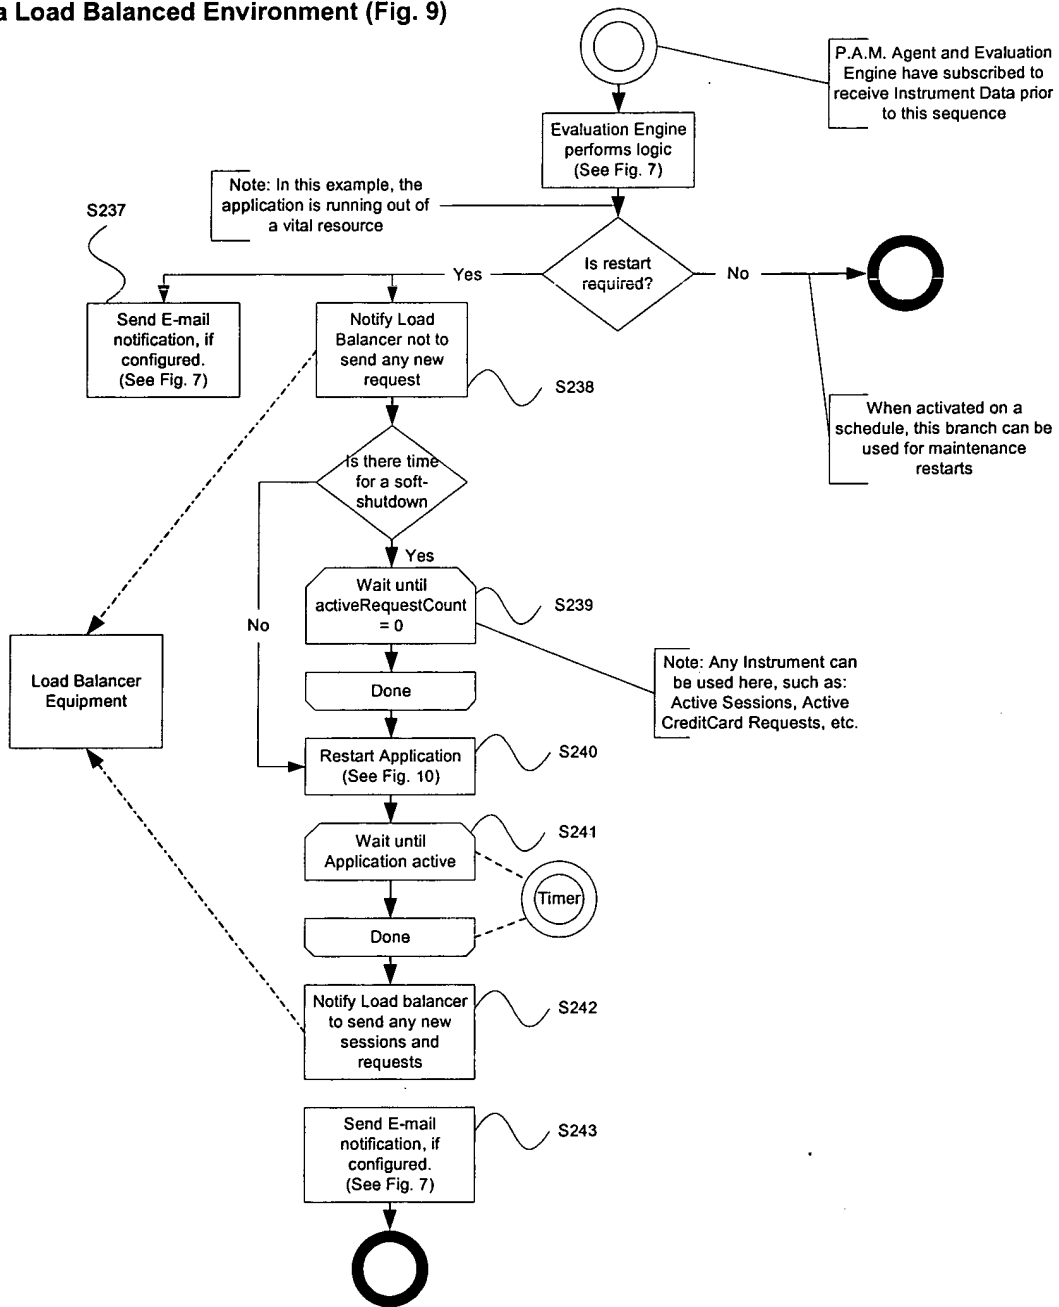 a Load Balanced Environment (Fig. 9)
P.A.M. Agent and Evaluation
Engine have subscribed to
receive Instrument Data prior
to this sequence
Evaluation Engine
performs logic
(See Fig. 7)
Note: In this example, the
application is running out of
a vital resource
S237
Is restart
required?
Yes
No
Send E-mail
notification, if
configured.
(See Fig. 7)
Notify Load
Balancer not to
send any new
request
S238
When activated on a
schedule, this branch can be
used for maintenance
restarts
Is there time
for a soft-
shutdown
Yes
No
Wait until
activeRequestCount
= 0
S239
Note: Any Instrument can
be used here, such as:
Active Sessions, Active
CreditCard Requests, etc.
Load Balancer
Equipment
Done
Restart Application
(See Fig. 10)
S240
Wait until
Application active
S241
Timer
Done
Notify Load balancer
to send any new
sessions and
requests
S242
Send E-mail
notification, if
configured.
(See Fig. 7)
S243